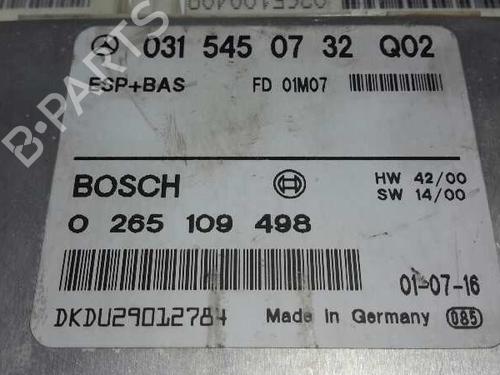 031 545 07 32 Q02
ESP+BAS FD 01M07
BOSCH
HW 42/00
SW 14/00
0 265 109 498
01-07-16
DKDU29012784 Made in Germany 085
B-PARTS